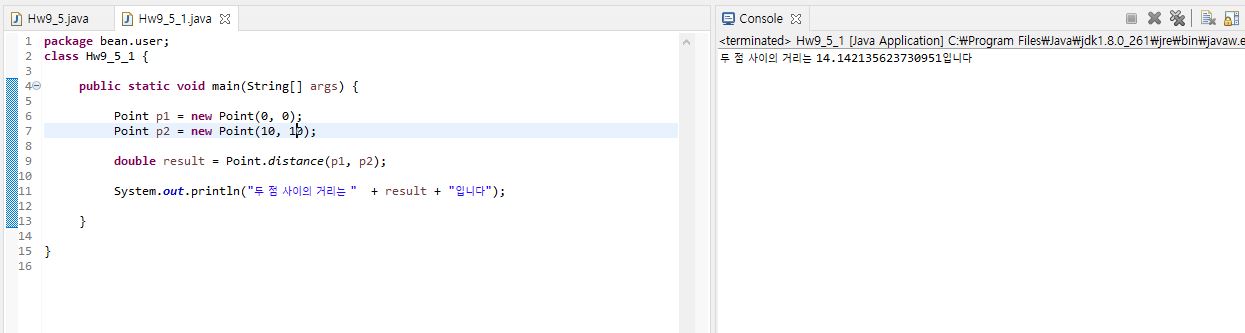 Hw9_5.java
Hw9_5_1.java
1 package bean.user;
2 class Hw9_5_1 {
3
4 public static void main(String[] args) {
5
6 Point p1 = new Point(0, 0);
7 Point p2 = new Point(10, 10);
8
9 double result = Point.distance(p1, p2);
10
11 System.out.println("두 점 사이의 거리는 " + result + "입니다");
12
13 }
14
15 }
16
Console
<terminated> Hw9_5_1 [Java Application] C:₩Program Files₩Java₩jdk1.8.0_261₩jre₩bin₩javaw.e
두 점 사이의 거리는 14.142135623730951입니다